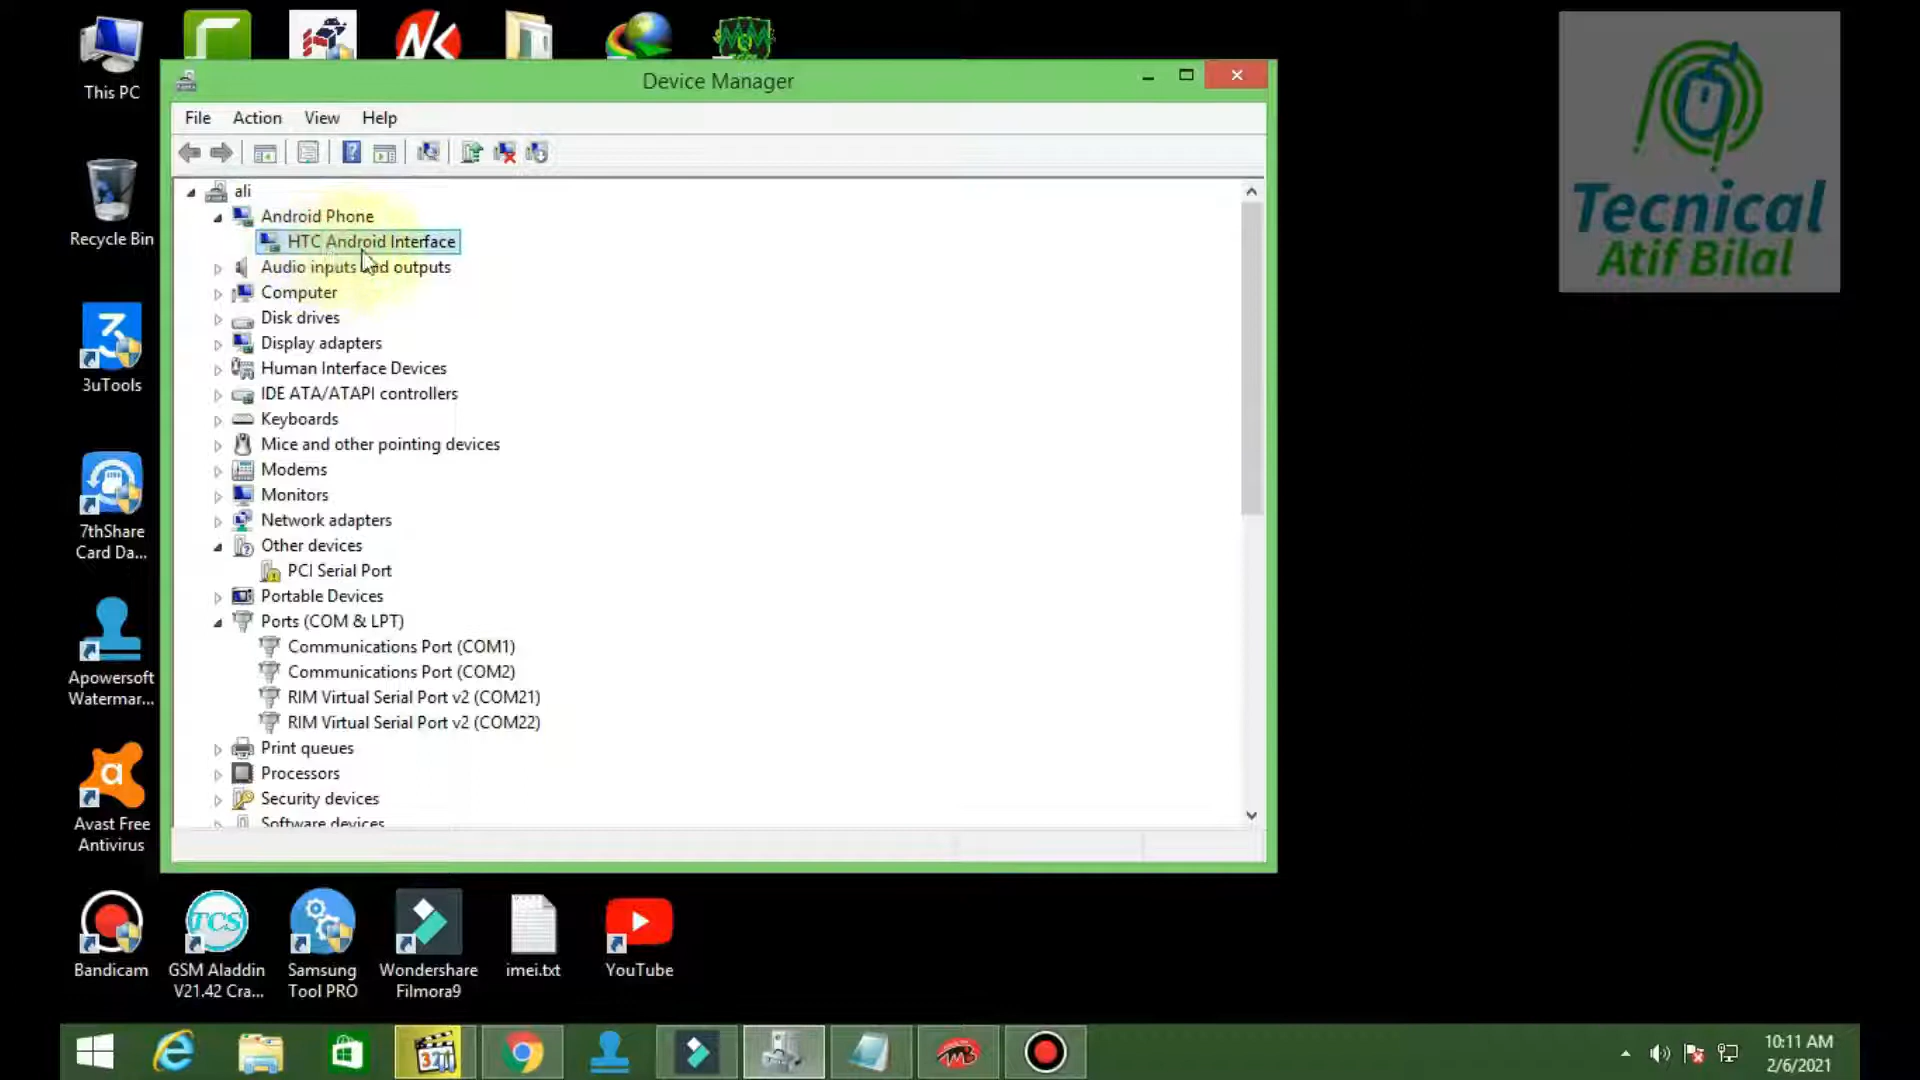 This PC
Recycle Bin
3uTools
7thShare
Card Da...
Apowersoft
Watermar...
Avast Free
Antivirus
Device Manager
File Action View Help
ali
Android Phone
HTC Android Interface
Audio inputs and outputs
Computer
Disk drives
Display adapters
Human Interface Devices
IDE ATA/ATAPI controllers
Keyboards
Mice and other pointing devices
Modems
Monitors
Network adapters
Other devices
PCI Serial Port
Portable Devices
Ports (COM & LPT)
Communications Port (COM1)
Communications Port (COM2)
RIM Virtual Serial Port v2 (COM21)
RIM Virtual Serial Port v2 (COM22)
Print queues
Processors
Security devices
Software devices
Tecnical
Atif Bilal
Bandicam
TCS
GSM Aladdin
V21.42 Cra...
Samsung
Tool PRO
Wondershare
Filmora9
imei.txt
YouTube
321
10:11 AM
2/6/2021